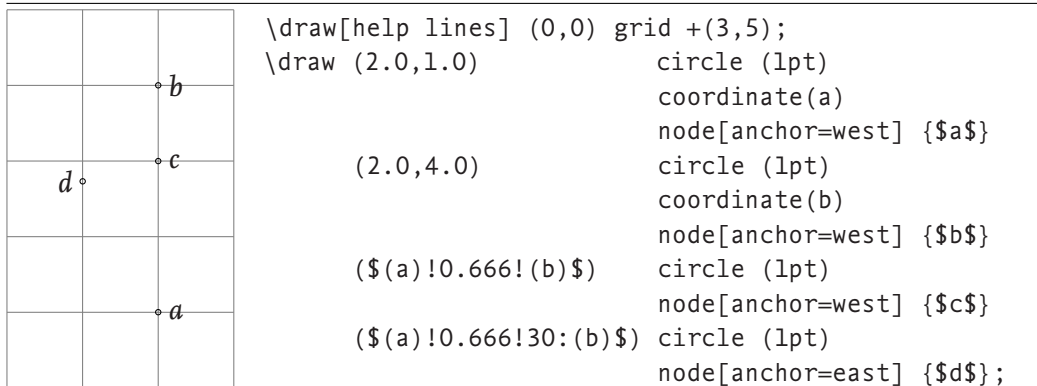 \draw[help lines] (0,0) grid +(3,5);
\draw (2.0,1.0) circle (1pt)
b
coordinate(a)
node[anchor=west] {$a$}
c
(2.0,4.0) circle (1pt)
d
coordinate(b)
node[anchor=west] {$b$}
($(a)!0.666!(b)$) circle (1pt)
a
node[anchor=west] {$c$}
($(a)!0.666!30:(b)$) circle (1pt)
node[anchor=east] {$d$};